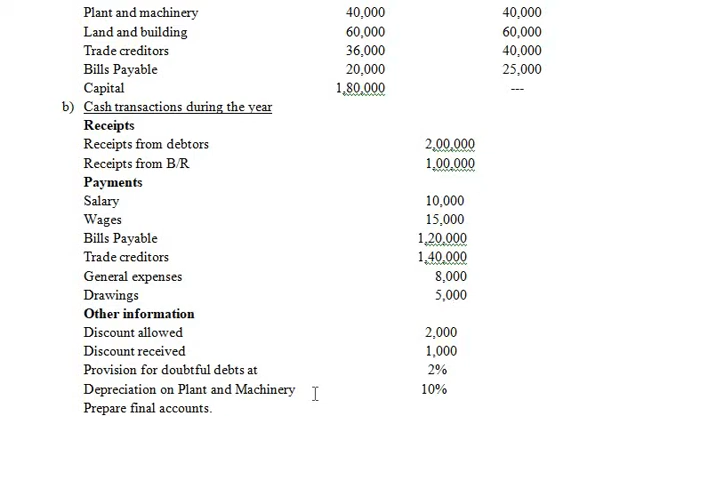 Plant and machinery 40,000 40,000
Land and building 60,000 60,000
Trade creditors 36,000 40,000
Bills Payable 20,000 25,000
Capital 1,80,000 ---
b) Cash transactions during the year
Receipts
Receipts from debtors 2,00,000
Receipts from B/R 1,00,000
Payments
Salary 10,000
Wages 15,000
Bills Payable 1,20,000
Trade creditors 1,40,000
General expenses 8,000
Drawings 5,000
Other information
Discount allowed 2,000
Discount received 1,000
Provision for doubtful debts at 2%
Depreciation on Plant and Machinery 10%
Prepare final accounts.